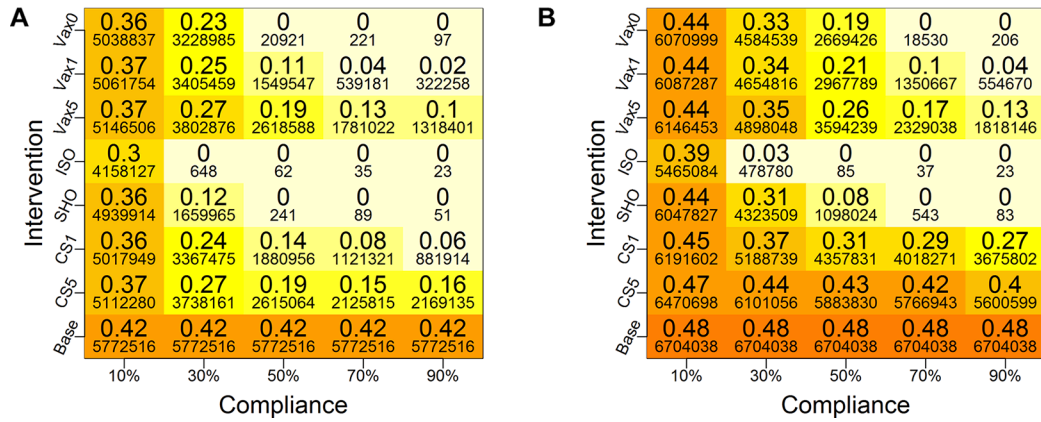 A
B
Intervention
Vax0 0.36 0.23 0 0 0
5038837 3228985 20921 221 97
Vax1 0.37 0.25 0.11 0.04 0.02
5061754 3405459 1549547 539181 322258
Vax5 0.37 0.27 0.19 0.13 0.1
5146506 3802876 2618588 1781022 1318401
ISO 0.3 0 0 0 0
4158127 648 62 35 23
SHO 0.36 0.12 0 0 0
4939914 1659965 241 89 51
CS1 0.36 0.24 0.14 0.08 0.06
5017949 3367475 1880956 1121321 881914
CS5 0.37 0.27 0.19 0.15 0.16
5112280 3738161 2615064 2125815 2169135
Base 0.42 0.42 0.42 0.42 0.42
5772516 5772516 5772516 5772516 5772516
10% 30% 50% 70% 90%
Compliance
Intervention
Vax0 0.44 0.33 0.19 0 0
6070999 4584539 2669426 18530 206
Vax1 0.44 0.34 0.21 0.1 0.04
6087287 4654816 2967789 1350667 554670
Vax5 0.44 0.35 0.26 0.17 0.13
6146453 4898048 3594239 2329038 1818146
ISO 0.39 0.03 0 0 0
5465084 478780 85 37 23
SHO 0.44 0.31 0.08 0 0
6047827 4323509 1098024 543 83
CS1 0.45 0.37 0.31 0.29 0.27
6191602 5188739 4357831 4018271 3675802
CS5 0.47 0.44 0.43 0.42 0.4
6470698 6101056 5883830 5766943 5600599
Base 0.48 0.48 0.48 0.48 0.48
6704038 6704038 6704038 6704038 6704038
10% 30% 50% 70% 90%
Compliance